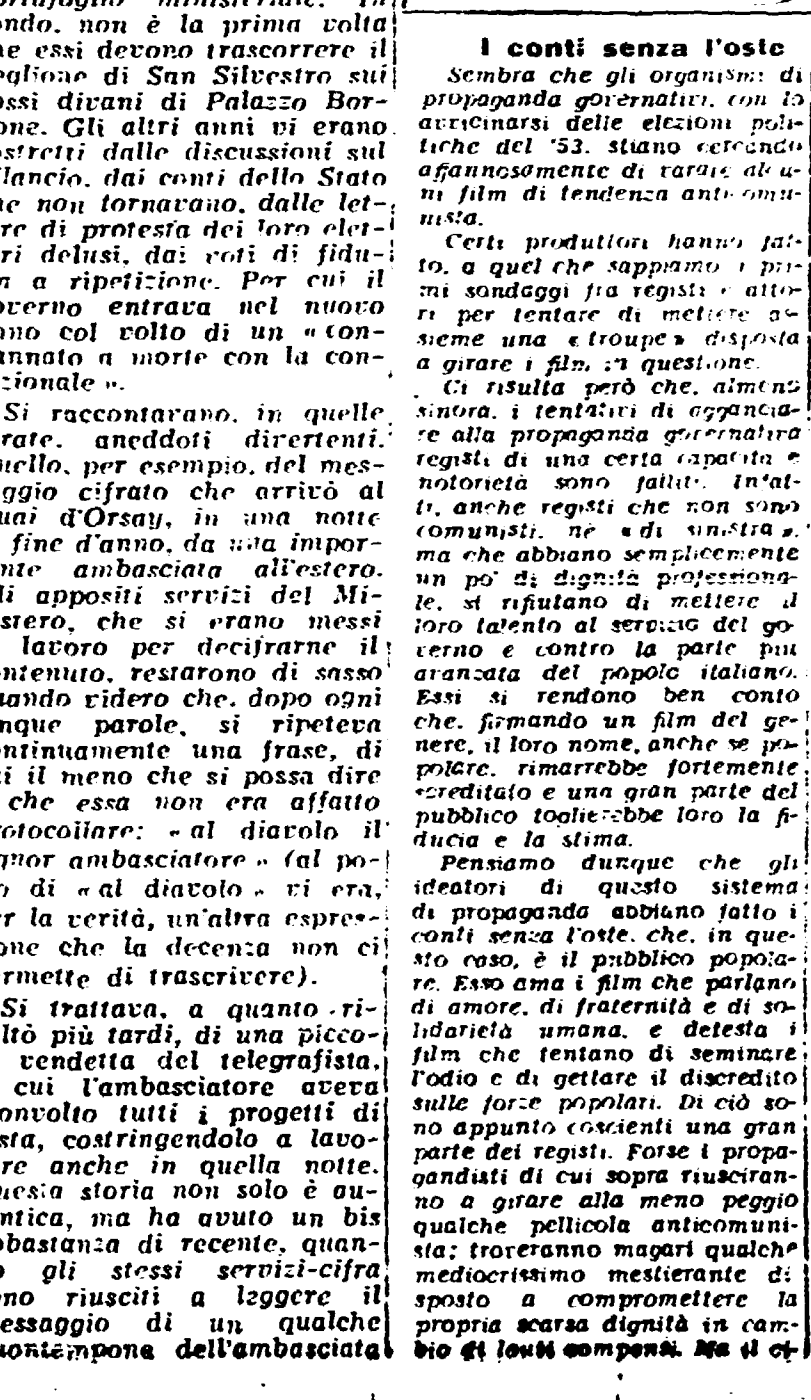 ministeriale. In
ondo. non è la prima volta
he essi devono trascorrere il
eglione di San Silvestro sui
ossi divani di Palazzo Bor-
one. Gli altri anni vi erano
ostretti dalle discussioni sul
ilancio. dai conti dello Stato
he non tornavano. dalle let-
re di protesta dei loro elet-
ri delusi, dai voti di fidu-
a a ripetizione. Per cui il
overno entrava nel nuovo
nno col volto di un « con-
annato a morte con la con-
zionale ».
Si raccontavano. in quelle
rate. aneddoti divertenti.
uello. per esempio. del mes-
aggio cifrato che arrivò al
uai d'Orsay, in una notte
fine d'anno, da una impor-
nte ambasciata all'estero.
li appositi servizi del Mi-
stero, che si erano messi
lavoro per decifrarne il
ntenuto, restarono di sasso
uando videro che. dopo ogni
nque parole, si ripeteva
ontinuamente una frase, di
i il meno che si possa dire
che essa non era affatto
otocollare: « al diavolo il
gnor ambasciatore » (al po-
o di « al diavolo » vi era,
r la verità, un'altra espres-
one che la decenza non ci
rmette di trascrivere).
Si trattava, a quanto ri-
ltò più tardi, di una picco-
vendetta del telegrafista.
cui l'ambasciatore aveva
onvolto tutti i progetti di
sta, costringendolo a lavo-
re anche in quella notte.
uesta storia non solo è au-
ntica, ma ha avuto un bis
bbastanza di recente, quan-
o gli stessi servizi-cifra
no riusciti a leggere il
essaggio di un qualche
uontempone dell'ambasciata
I conti senza l'oste
Sembra che gli organismi di
propaganda governativi. con lo
avvicinarsi delle elezioni poli-
tiche del '53. stiano cercando
affannosamente di varare alcu-
ni film di tendenza anticomu-
nista.
Certi produttori hanno fat-
to. a quel che sappiamo i pri-
mi sondaggi fra registi e atto-
ri per tentare di mettere as-
sieme una « troupe » disposta
a girare i film in questione.
Ci risulta però che. almeno
sinora. i tentativi di aggancia-
re alla propaganda governativa
registi di una certa capacità e
notorietà sono falliti. Infat-
ti. anche registi che non sono
comunisti. nè « di sinistra ».
ma che abbiano semplicemente
un po' di dignità professiona-
le. si rifiutano di mettere il
loro talento al servizio del go-
verno e contro la parte più
avanzata del popolo italiano.
Essi si rendono ben conto
che. firmando un film del ge-
nere, il loro nome, anche se po-
polare. rimarrebbe fortemente
screditato e una gran parte del
pubblico toglierebbe loro la fi-
ducia e la stima.
Pensiamo dunque che gli
ideatori di questo sistema
di propaganda abbiano fatto i
conti senza l'oste. che. in que-
sto caso, è il pubblico popola-
re. Esso ama i film che parlano
di amore. di fraternità e di so-
lidarietà umana. e detesta i
film che tentano di seminare
l'odio e di gettare il discredito
sulle forze popolari. Di ciò so-
no appunto coscienti una gran
parte dei registi. Forse i propa-
gandisti di cui sopra riusciran-
no a girare alla meno peggio
qualche pellicola anticomuni-
sta; troveranno magari qualche
mediocrissimo mestierante di
sposto a compromettere la
propria scarsa dignità in cam-
bio di lauti compensi. Ma il ci-